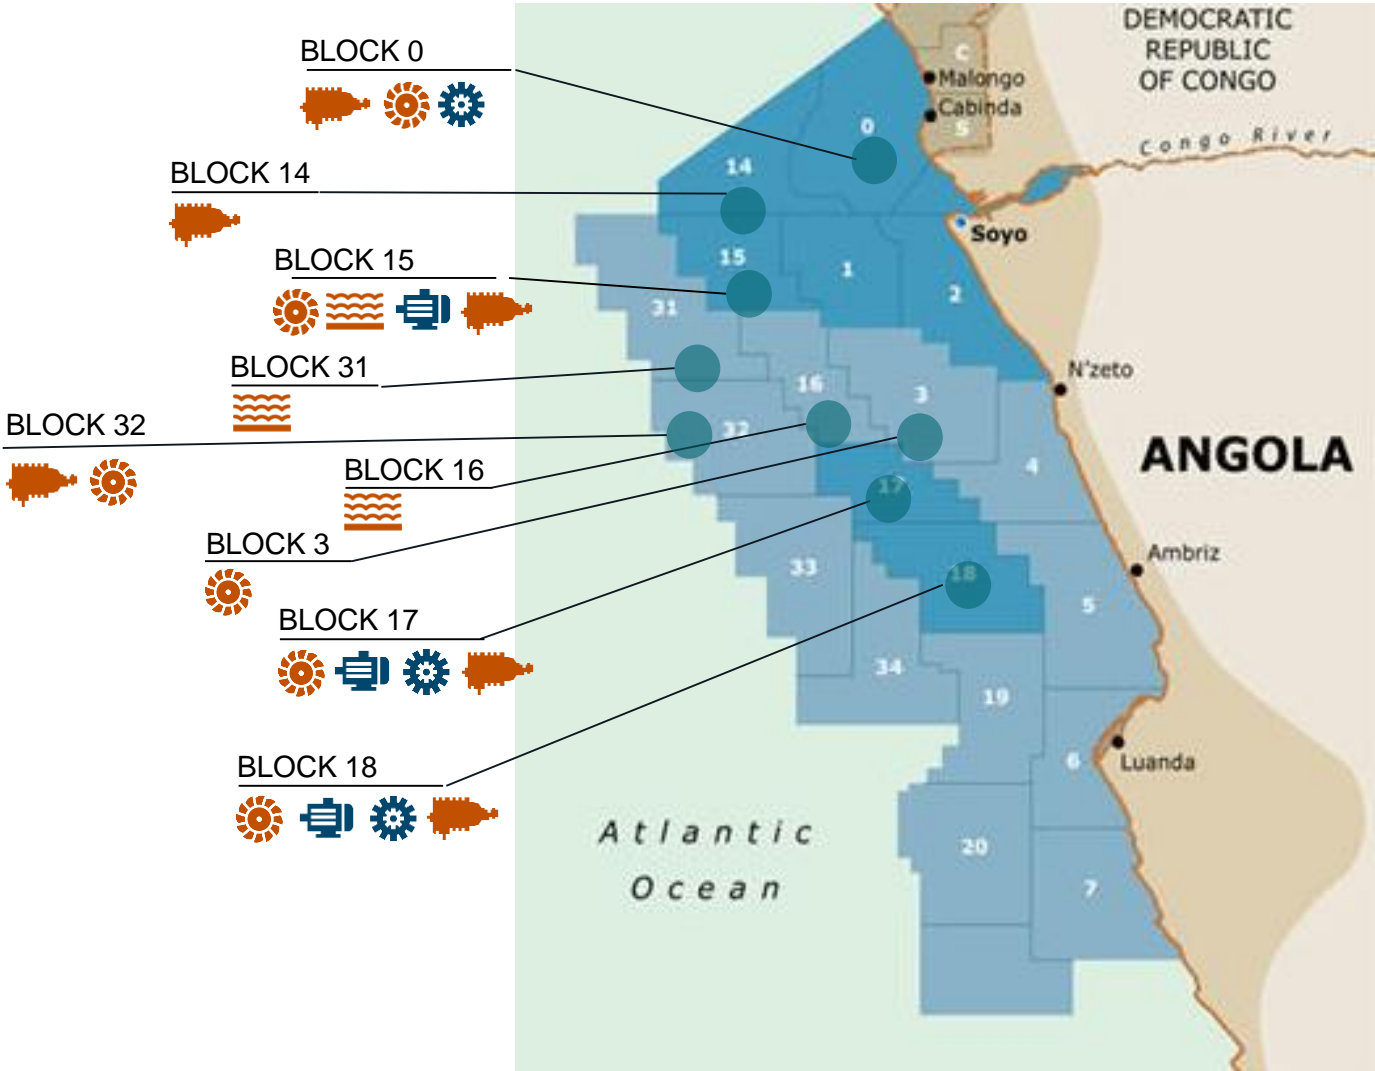 BLOCK 0
BLOCK 14
BLOCK 15
BLOCK 31
BLOCK 32
BLOCK 16
BLOCK 3
BLOCK 17
BLOCK 18
DEMOCRATIC
REPUBLIC
OF CONGO
C
Malongo
Cabinda
S
Congo River
0
14
Soyo
15
1
2
31
N'zeto
16
3
32
ANGOLA
4
17
Ambriz
33
18
5
34
19
6
Luanda
Atlantic
Ocean
20
7